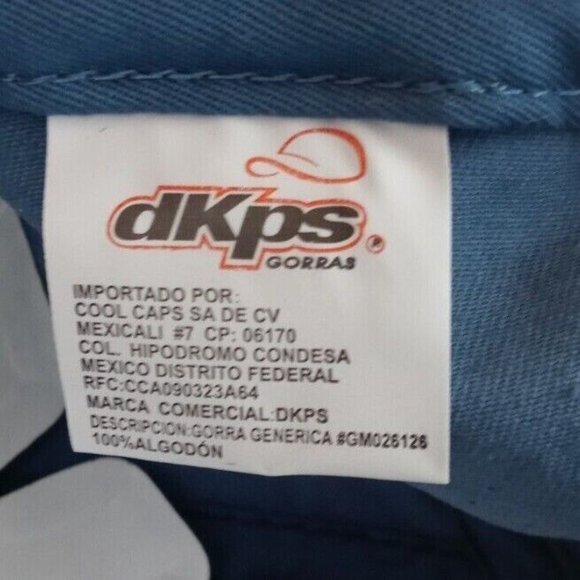 dKps®
GORRAS
IMPORTADO POR:
COOL CAPS SA DE CV
MEXICALI #7 CP: 06170
COL. HIPODROMO CONDESA
MEXICO DISTRITO FEDERAL
RFC:CCA090323A64
MARCA COMERCIAL:DKPS
DESCRIPCION:GORRA GENERICA #GM026126
100%ALGODÓN